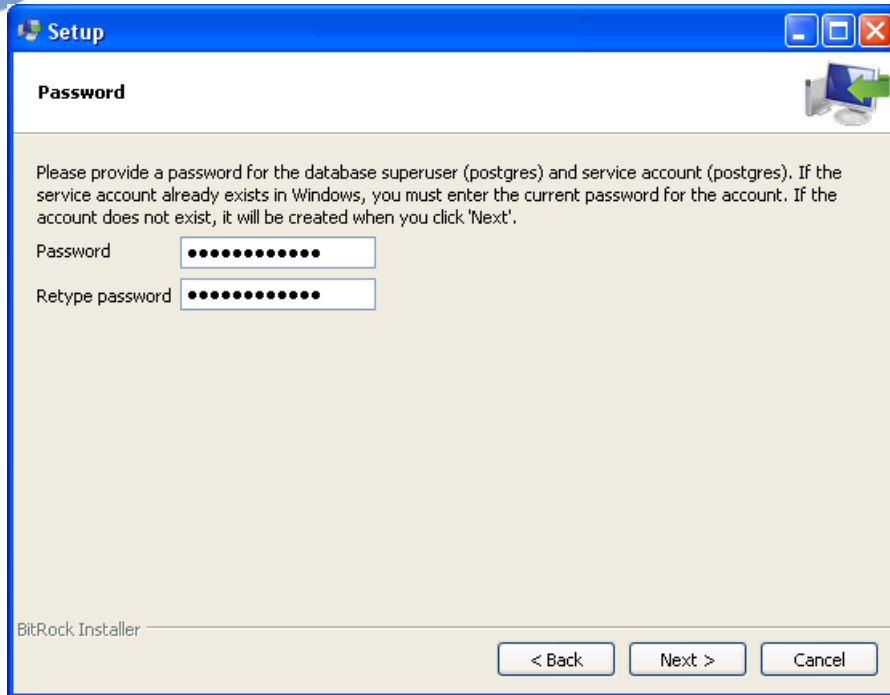 Setup
Password
Please provide a password for the database superuser (postgres) and service account (postgres). If the
service account already exists in Windows, you must enter the current password for the account. If the
account does not exist, it will be created when you click 'Next'.
Password ●●●●●●●●●●●●
Retype password ●●●●●●●●●●●●
BitRock Installer
< Back Next > Cancel